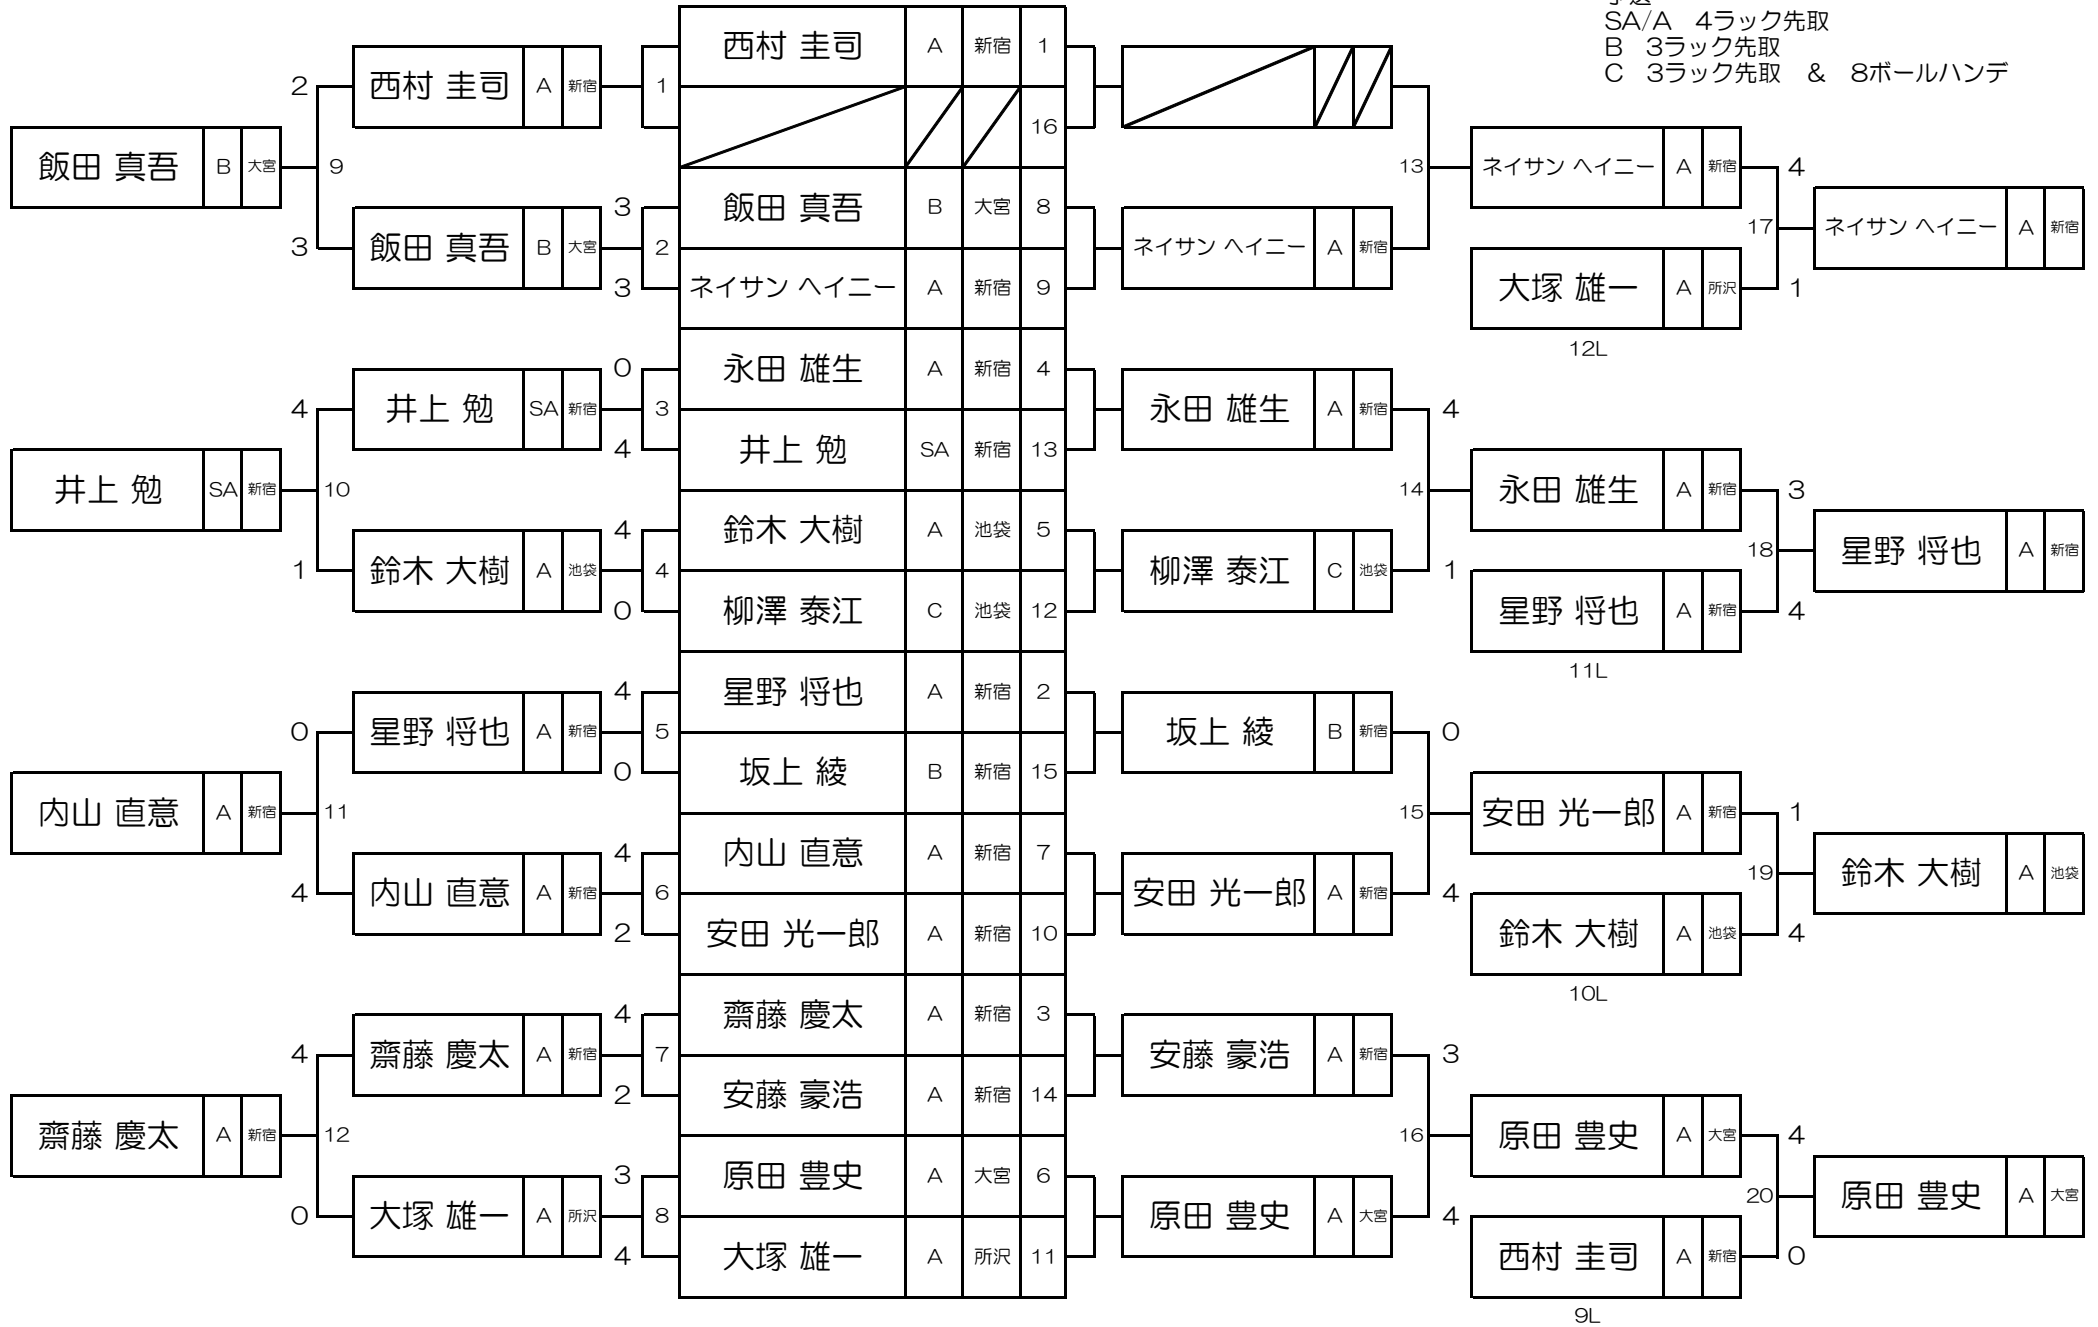 SA/A 4ラック先取
B 3ラック先取
C 3ラック先取 & 8ボールハンデ
飯田 真吾 B 大宮
井上 勉 SA 新宿
内山 直意 A 新宿
齋藤 慶太 A 新宿
2
9
3
4
10
1
0
11
4
4
12
0
西村 圭司 A 新宿
飯田 真吾 B 大宮
井上 勉 SA 新宿
鈴木 大樹 A 池袋
星野 将也 A 新宿
内山 直意 A 新宿
齋藤 慶太 A 新宿
大塚 雄一 A 所沢
1
3
2
3
0
3
4
4
4
0
4
5
0
4
6
2
4
7
2
3
8
4
西村 圭司 A 新宿 1
16
飯田 真吾 B 大宮 8
ネイサン ヘイニー A 新宿 9
永田 雄生 A 新宿 4
井上 勉 SA 新宿 13
鈴木 大樹 A 池袋 5
柳澤 泰江 C 池袋 12
星野 将也 A 新宿 2
坂上 綾 B 新宿 15
内山 直意 A 新宿 7
安田 光一郎 A 新宿 10
齋藤 慶太 A 新宿 3
安藤 豪浩 A 新宿 14
原田 豊史 A 大宮 6
大塚 雄一 A 所沢 11
ネイサン ヘイニー A 新宿
永田 雄生 A 新宿
柳澤 泰江 C 池袋
坂上 綾 B 新宿
安田 光一郎 A 新宿
安藤 豪浩 A 新宿
原田 豊史 A 大宮
13
4
14
1
0
15
4
3
16
4
ネイサン ヘイニー A 新宿
大塚 雄一 A 所沢
12L
永田 雄生 A 新宿
星野 将也 A 新宿
11L
安田 光一郎 A 新宿
鈴木 大樹 A 池袋
10L
原田 豊史 A 大宮
西村 圭司 A 新宿
9L
4
17
1
3
18
4
1
19
4
4
20
0
ネイサン ヘイニー A 新宿
星野 将也 A 新宿
鈴木 大樹 A 池袋
原田 豊史 A 大宮